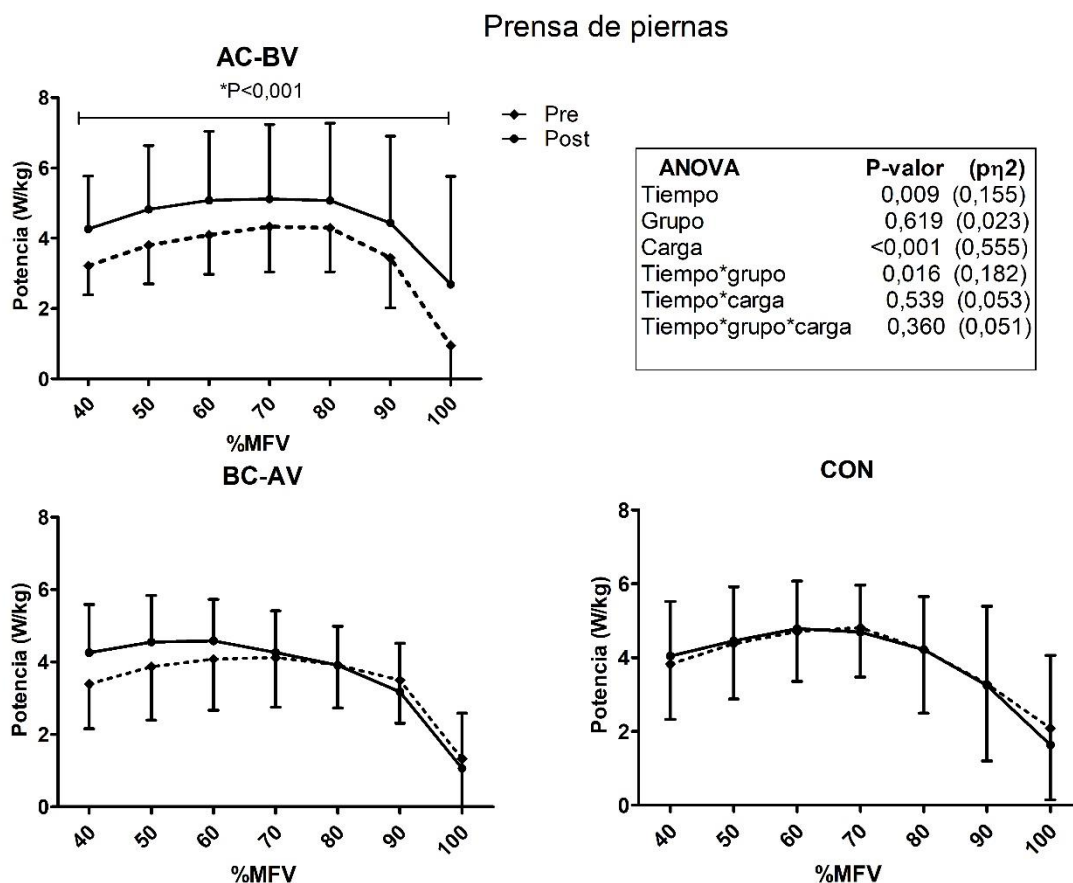 Prensa de piernas
AC-BV
*P<0,001
Pre
Post
Potencia (W/kg)
8
6
4
2
0
40 50 60 70 80 90 100
%MFV
ANOVA P-valor (pη2)
Tiempo 0,009 (0,155)
Grupo 0,619 (0,023)
Carga <0,001 (0,555)
Tiempo*grupo 0,016 (0,182)
Tiempo*carga 0,539 (0,053)
Tiempo*grupo*carga 0,360 (0,051)
BC-AV
Potencia (W/kg)
8
6
4
2
0
40 50 60 70 80 90 100
%MFV
CON
Potencia (W/kg)
8
6
4
2
0
40 50 60 70 80 90 100
%MFV